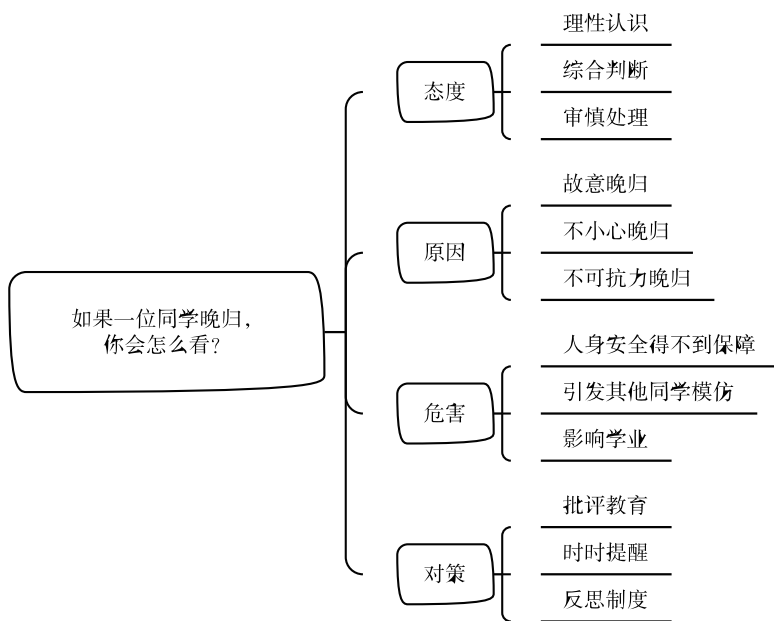 如果一位同学晚归，
你会怎么看？
态度
理性认识
综合判断
审慎处理
原因
故意晚归
不小心晚归
不可抗力晚归
危害
人身安全得不到保障
引发其他同学模仿
影响学业
对策
批评教育
时时提醒
反思制度